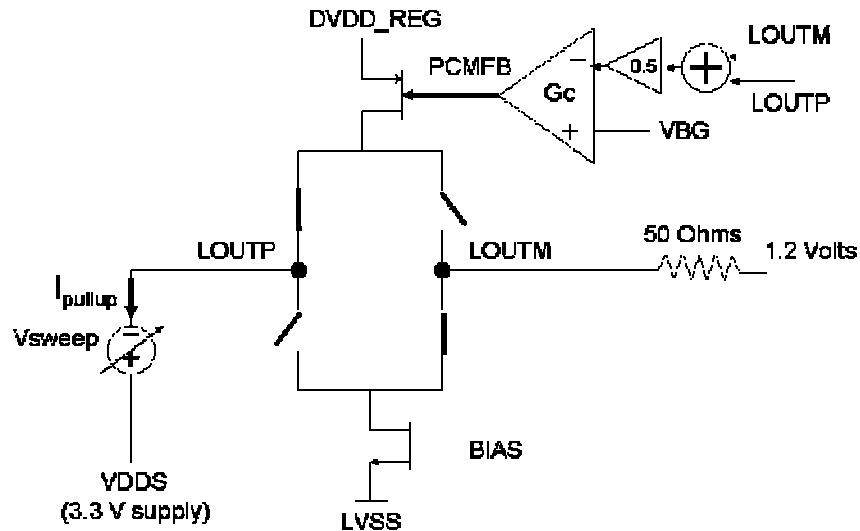 DVDD_REG
PCMFB
Gc
−
+
0.5
+
LOUTM
LOUTP
VBG
LOUTP
LOUTM
50 Ohms
1.2 Volts
Ipullup
Vsweep
−
+
VDDS
(3.3 V supply)
BIAS
LVSS